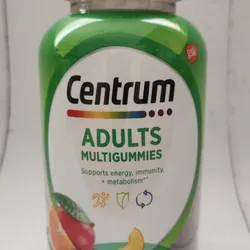 Centrum
ADULTS
MULTIGUMMIES
Supports energy, immunity,
+ metabolism*